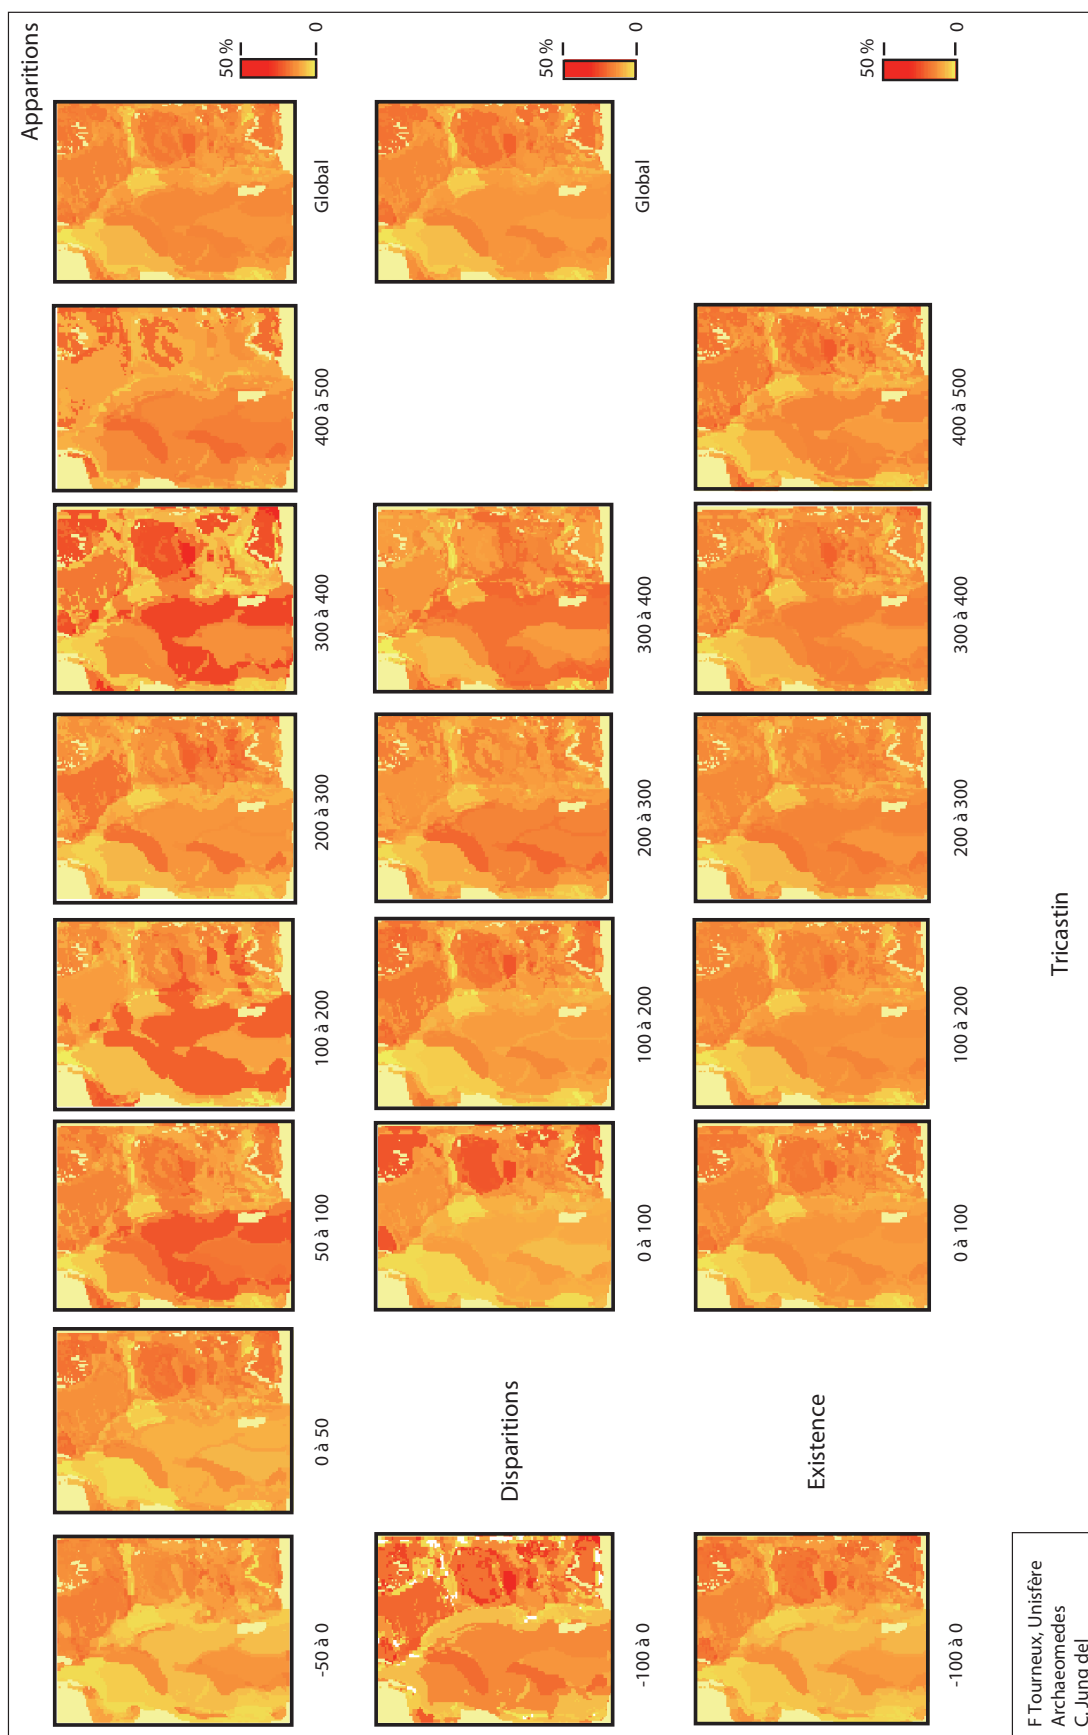 Apparitions
50 %
0
-50 à 0
0 à 50
50 à 100
100 à 200
200 à 300
300 à 400
400 à 500
Global
Disparitions
50 %
0
-100 à 0
0 à 100
100 à 200
200 à 300
300 à 400
Global
Existence
50 %
0
-100 à 0
0 à 100
100 à 200
200 à 300
300 à 400
400 à 500
Tricastin
F Tourneux, Unisfère
Archaeomedes
C. Jung del